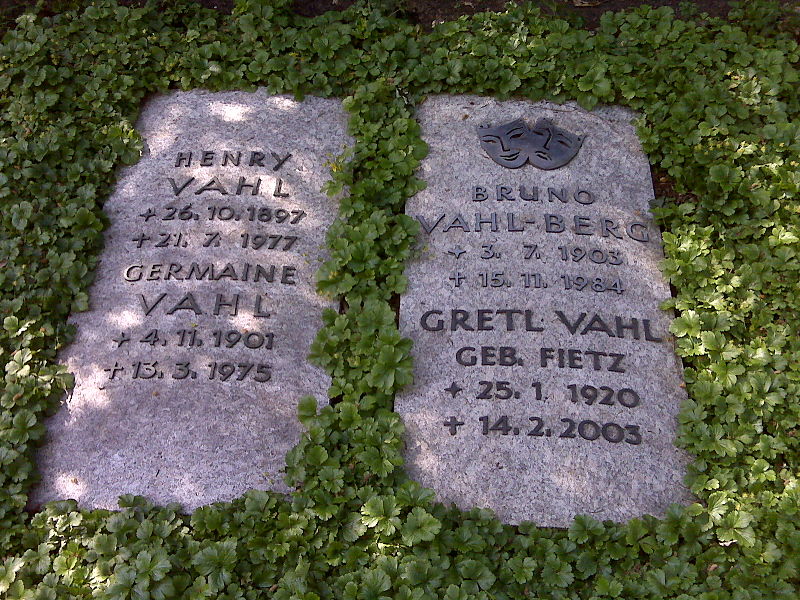 HENRY
VAHL
+26.10.1897
+21. 7. 1977
GERMAINE
VAHL
+4.11.1901
+13. 3. 1975
BRUNO
VAHL-BERG
+ 3. 7. 1903
+ 15. 11. 1984
GRETL VAHL
GEB. FIETZ
+ 25. 1. 1920
+ 14. 2. 2003